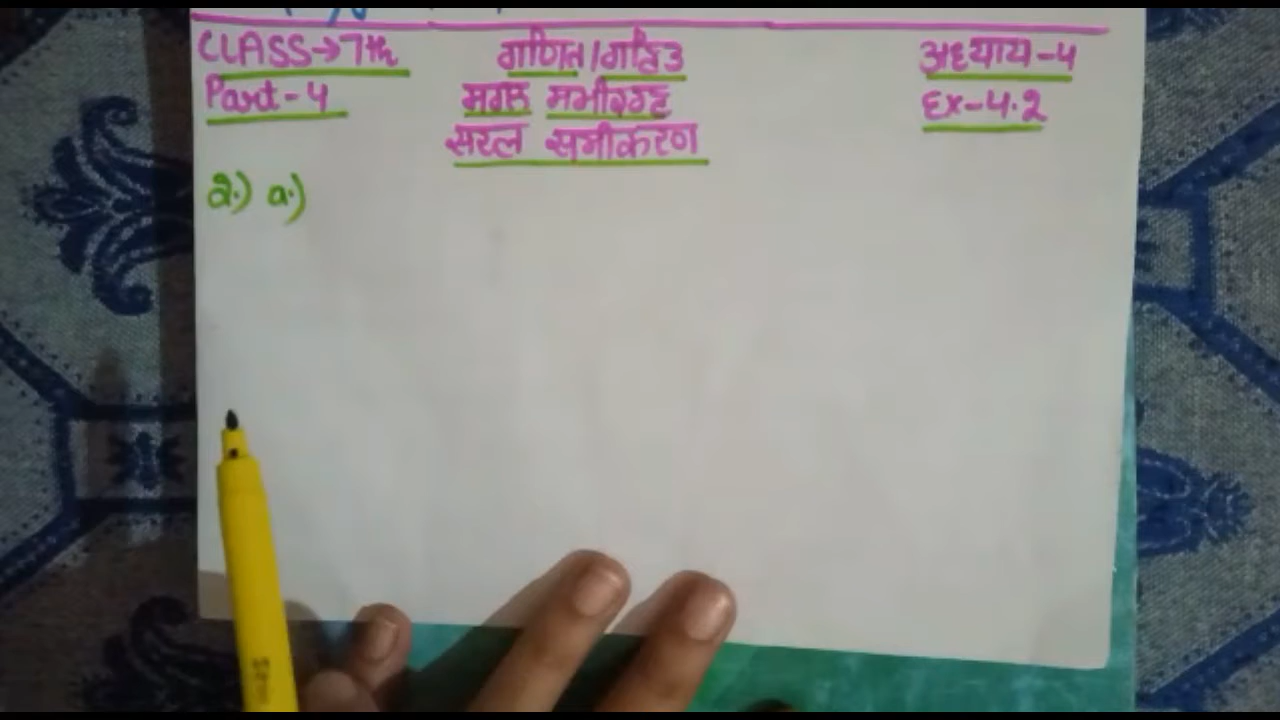 CLASS→7th गणित/ਗਣਿਤ अध्याय-4
Part-4 ਸਰਲ ਸਮੀਕਰਣ Ex-4.2
सरल समीकरण
2.) a.)